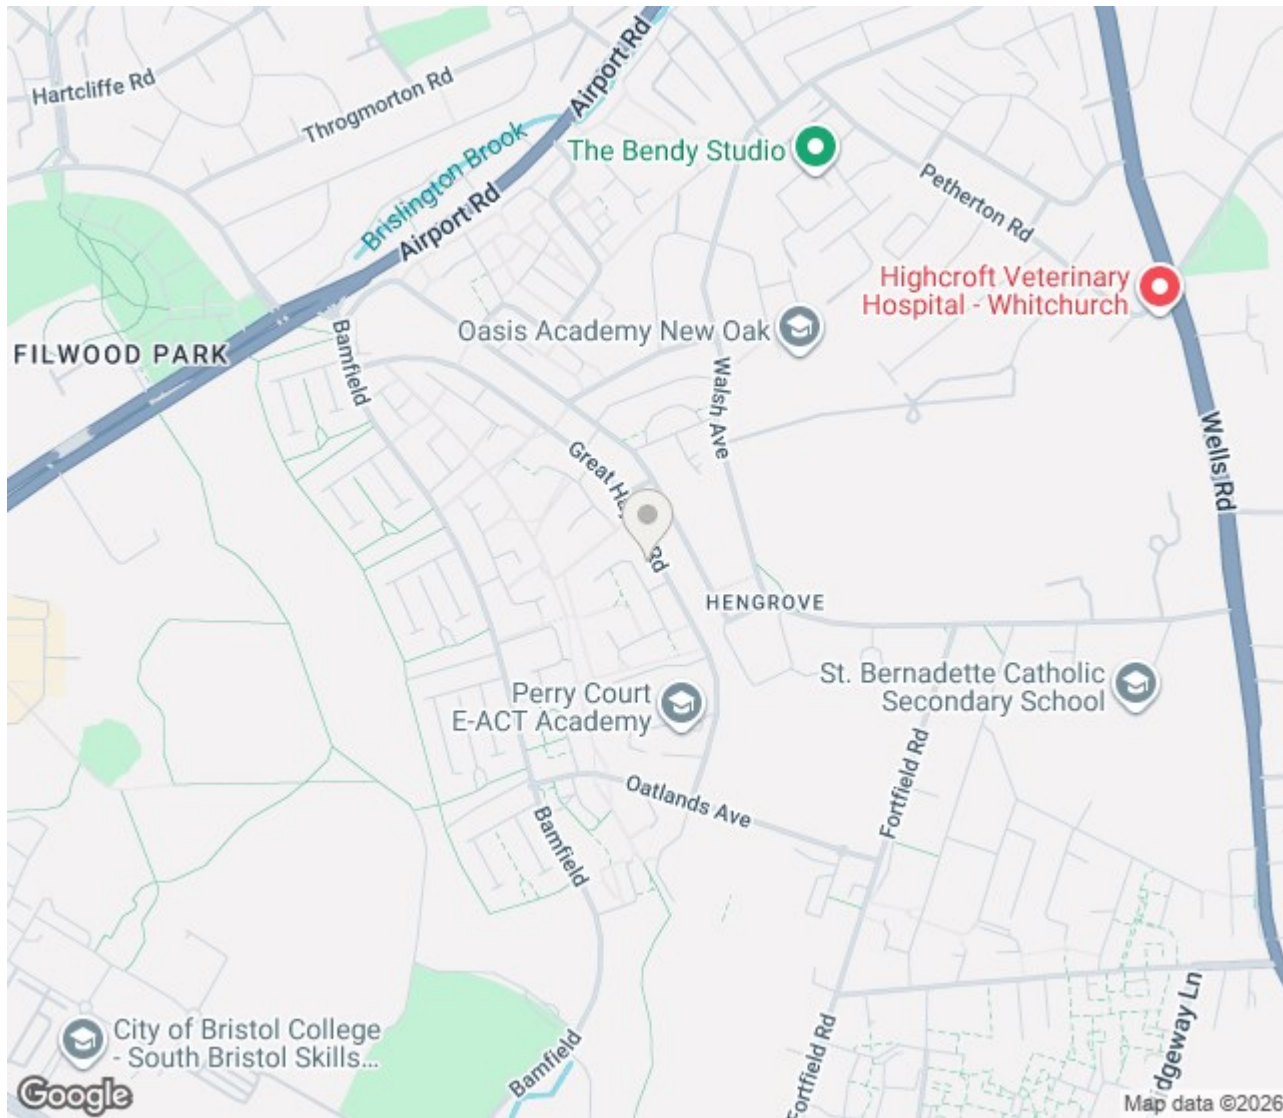 Airport Rd
Hartcliffe Rd
Throgmorton Rd
Brislington Brook
The Bendy Studio
Petherton Rd
Airport Rd
Highcroft Veterinary
Hospital - Whitchurch
Oasis Academy New Oak
FILWOOD PARK
Bamfield
Walsh Ave
Wells Rd
Great Hay
Rd
HENGROVE
St. Bernadette Catholic
Secondary School
Perry Court
E-ACT Academy
Oatlands Ave
Fortfield Rd
Bamfield
City of Bristol College
- South Bristol Skills...
Bamfield
Fortfield Rd
idgeway Ln
Google
Map data ©2026